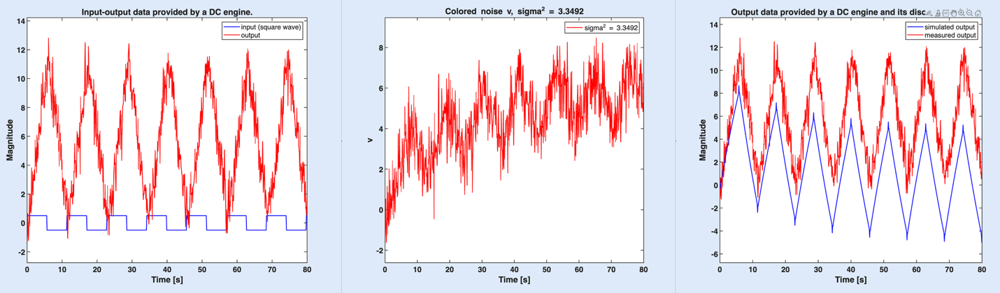 Input-output data provided by a DC engine.
input (square wave)
output
14
12
10
8
6
4
2
0
-2
Magnitude
0 10 20 30 40 50 60 70 80
Time [s]
Colored noise v, sigma² = 3.3492
sigma² = 3.3492
8
6
4
2
0
-2
v
0 10 20 30 40 50 60 70 80
Time [s]
Output data provided by a DC engine and its disc
simulated output
measured output
14
12
10
8
6
4
2
0
-2
-4
-6
Magnitude
0 10 20 30 40 50 60 70 80
Time [s]